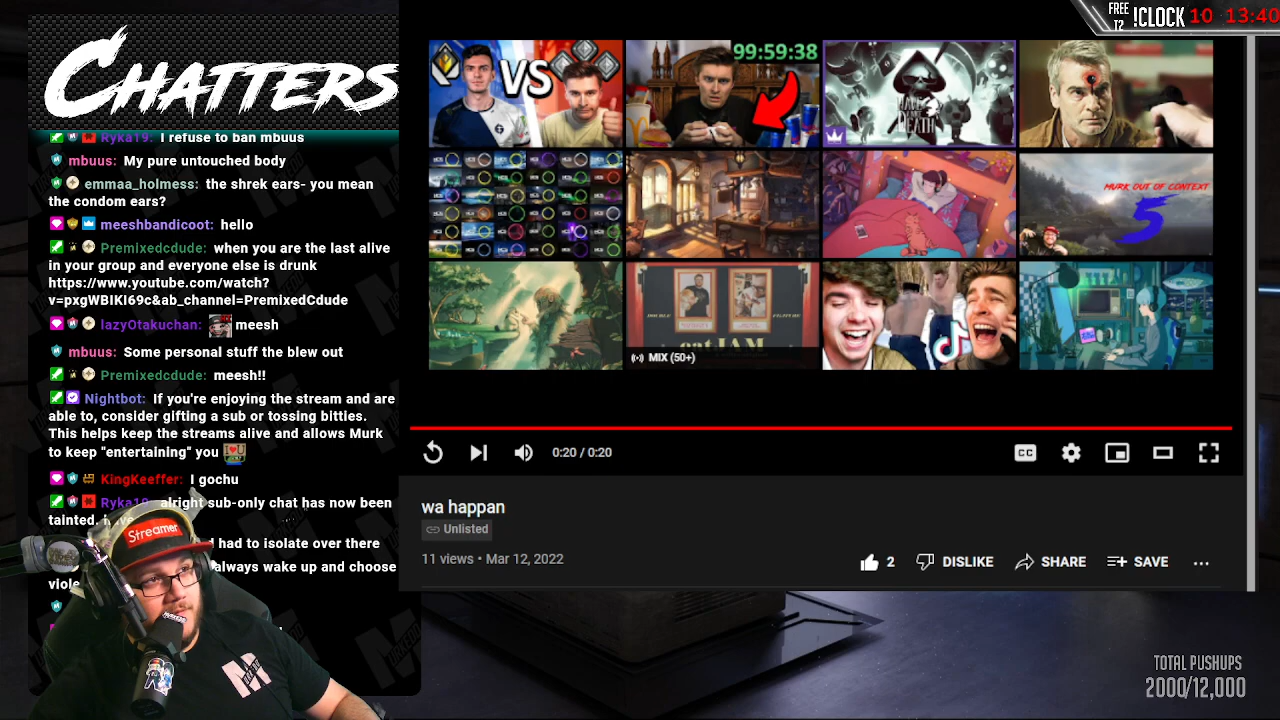 CHATTERS
Ryka19: I refuse to ban mbuus
mbuus: My pure untouched body
emmaa_holmess: the shrek ears- you mean
the condom ears?
meeshbandicoot: hello
Premixedcdude: when you are the last alive
in your group and everyone else is drunk
https://www.youtube.com/watch?
v=pxgWBIKI69c&ab_channel=PremixedCdude
lazyOtakuchan: meesh
mbuus: Some personal stuff the blew out
Premixedcdude: meesh!!
Nightbot: If you're enjoying the stream and are
able to, consider gifting a sub or tossing bitties.
This helps keep the streams alive and allows Murk
to keep "entertaining" you
KingKeeffer: I gochu
Ryka19: alright sub-only chat has now been
tainted.
had to isolate over there
always wake up and choose
Streamer
FREE
T2
!CLOCK 10 13:40
VS
99:59:38
HAVE A
DEATH
MURK OUT OF CONTEXT
5
catJAM
MIX (50+)
0:20 / 0:20
CC
wa happan
Unlisted
11 views • Mar 12, 2022
2 DISLIKE SHARE SAVE ...
TOTAL PUSHUPS
2000/12,000